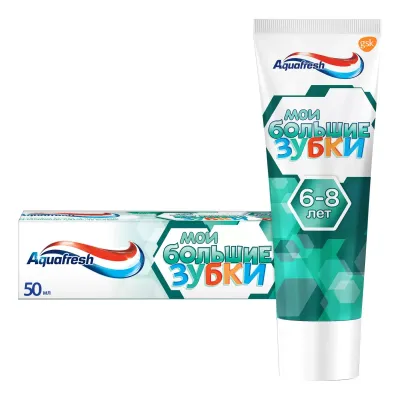 gsk
Aquafresh
МОИ
БОЛЬШИЕ
ЗУБКИ
6-8
лет
Aquafresh
50 мл
МОИ
БОЛЬШИЕ
ЗУБКИ